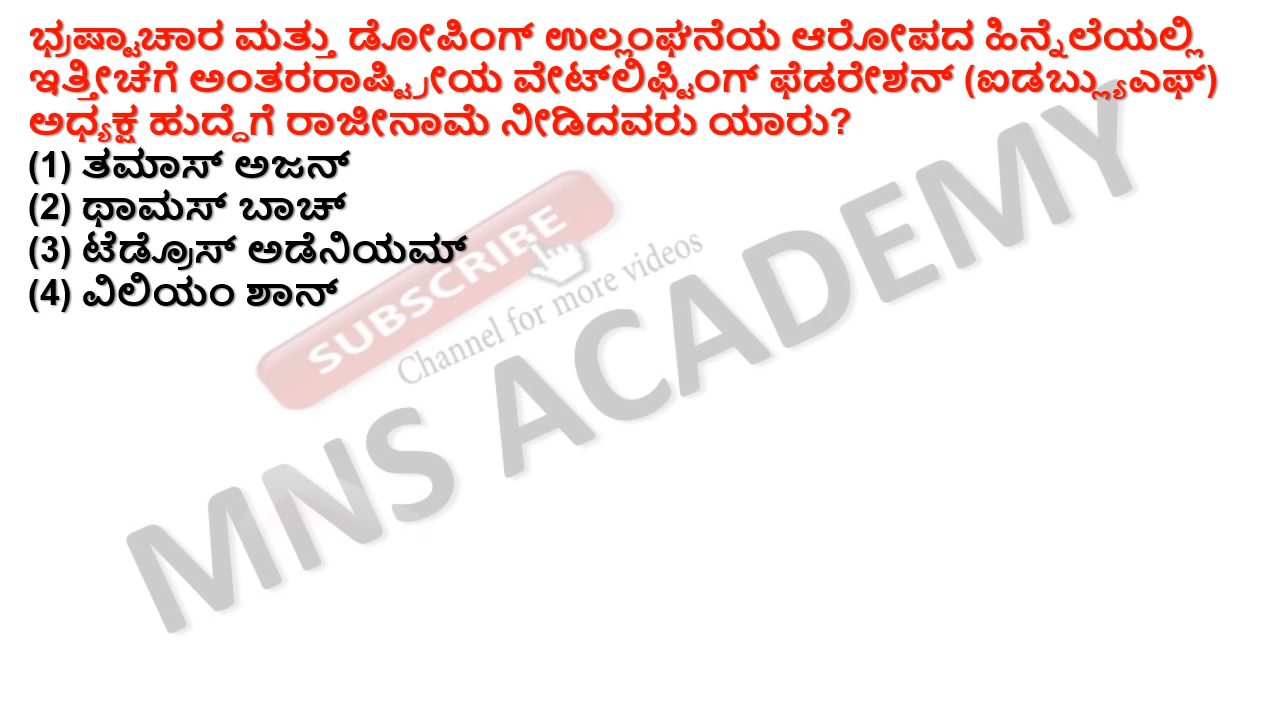 ಭ್ರಷ್ಟಾಚಾರ ಮತ್ತು ಡೋಪಿಂಗ್ ಉಲ್ಲಂಘನೆಯ ಆರೋಪದ ಹಿನ್ನೆಲೆಯಲ್ಲಿ
ಇತ್ತೀಚೆಗೆ ಅಂತರರಾಷ್ಟ್ರೀಯ ವೇಟ್‌ಲಿಫ್ಟಿಂಗ್ ಫೆಡರೇಶನ್ (ಐಡಬ್ಲ್ಯುಎಫ್)
ಅಧ್ಯಕ್ಷ ಹುದ್ದೆಗೆ ರಾಜೀನಾಮೆ ನೀಡಿದವರು ಯಾರು?
(1) ತಮಾಸ್ ಅಜನ್
(2) ಥಾಮಸ್ ಬಾಚ್
(3) ಟೆಡ್ರೊಸ್ ಅಡೆನಿಯಮ್
(4) ವಿಲಿಯಂ ಶಾನ್
SUBSCRIBE
Channel for more videos
MNS ACADEMY